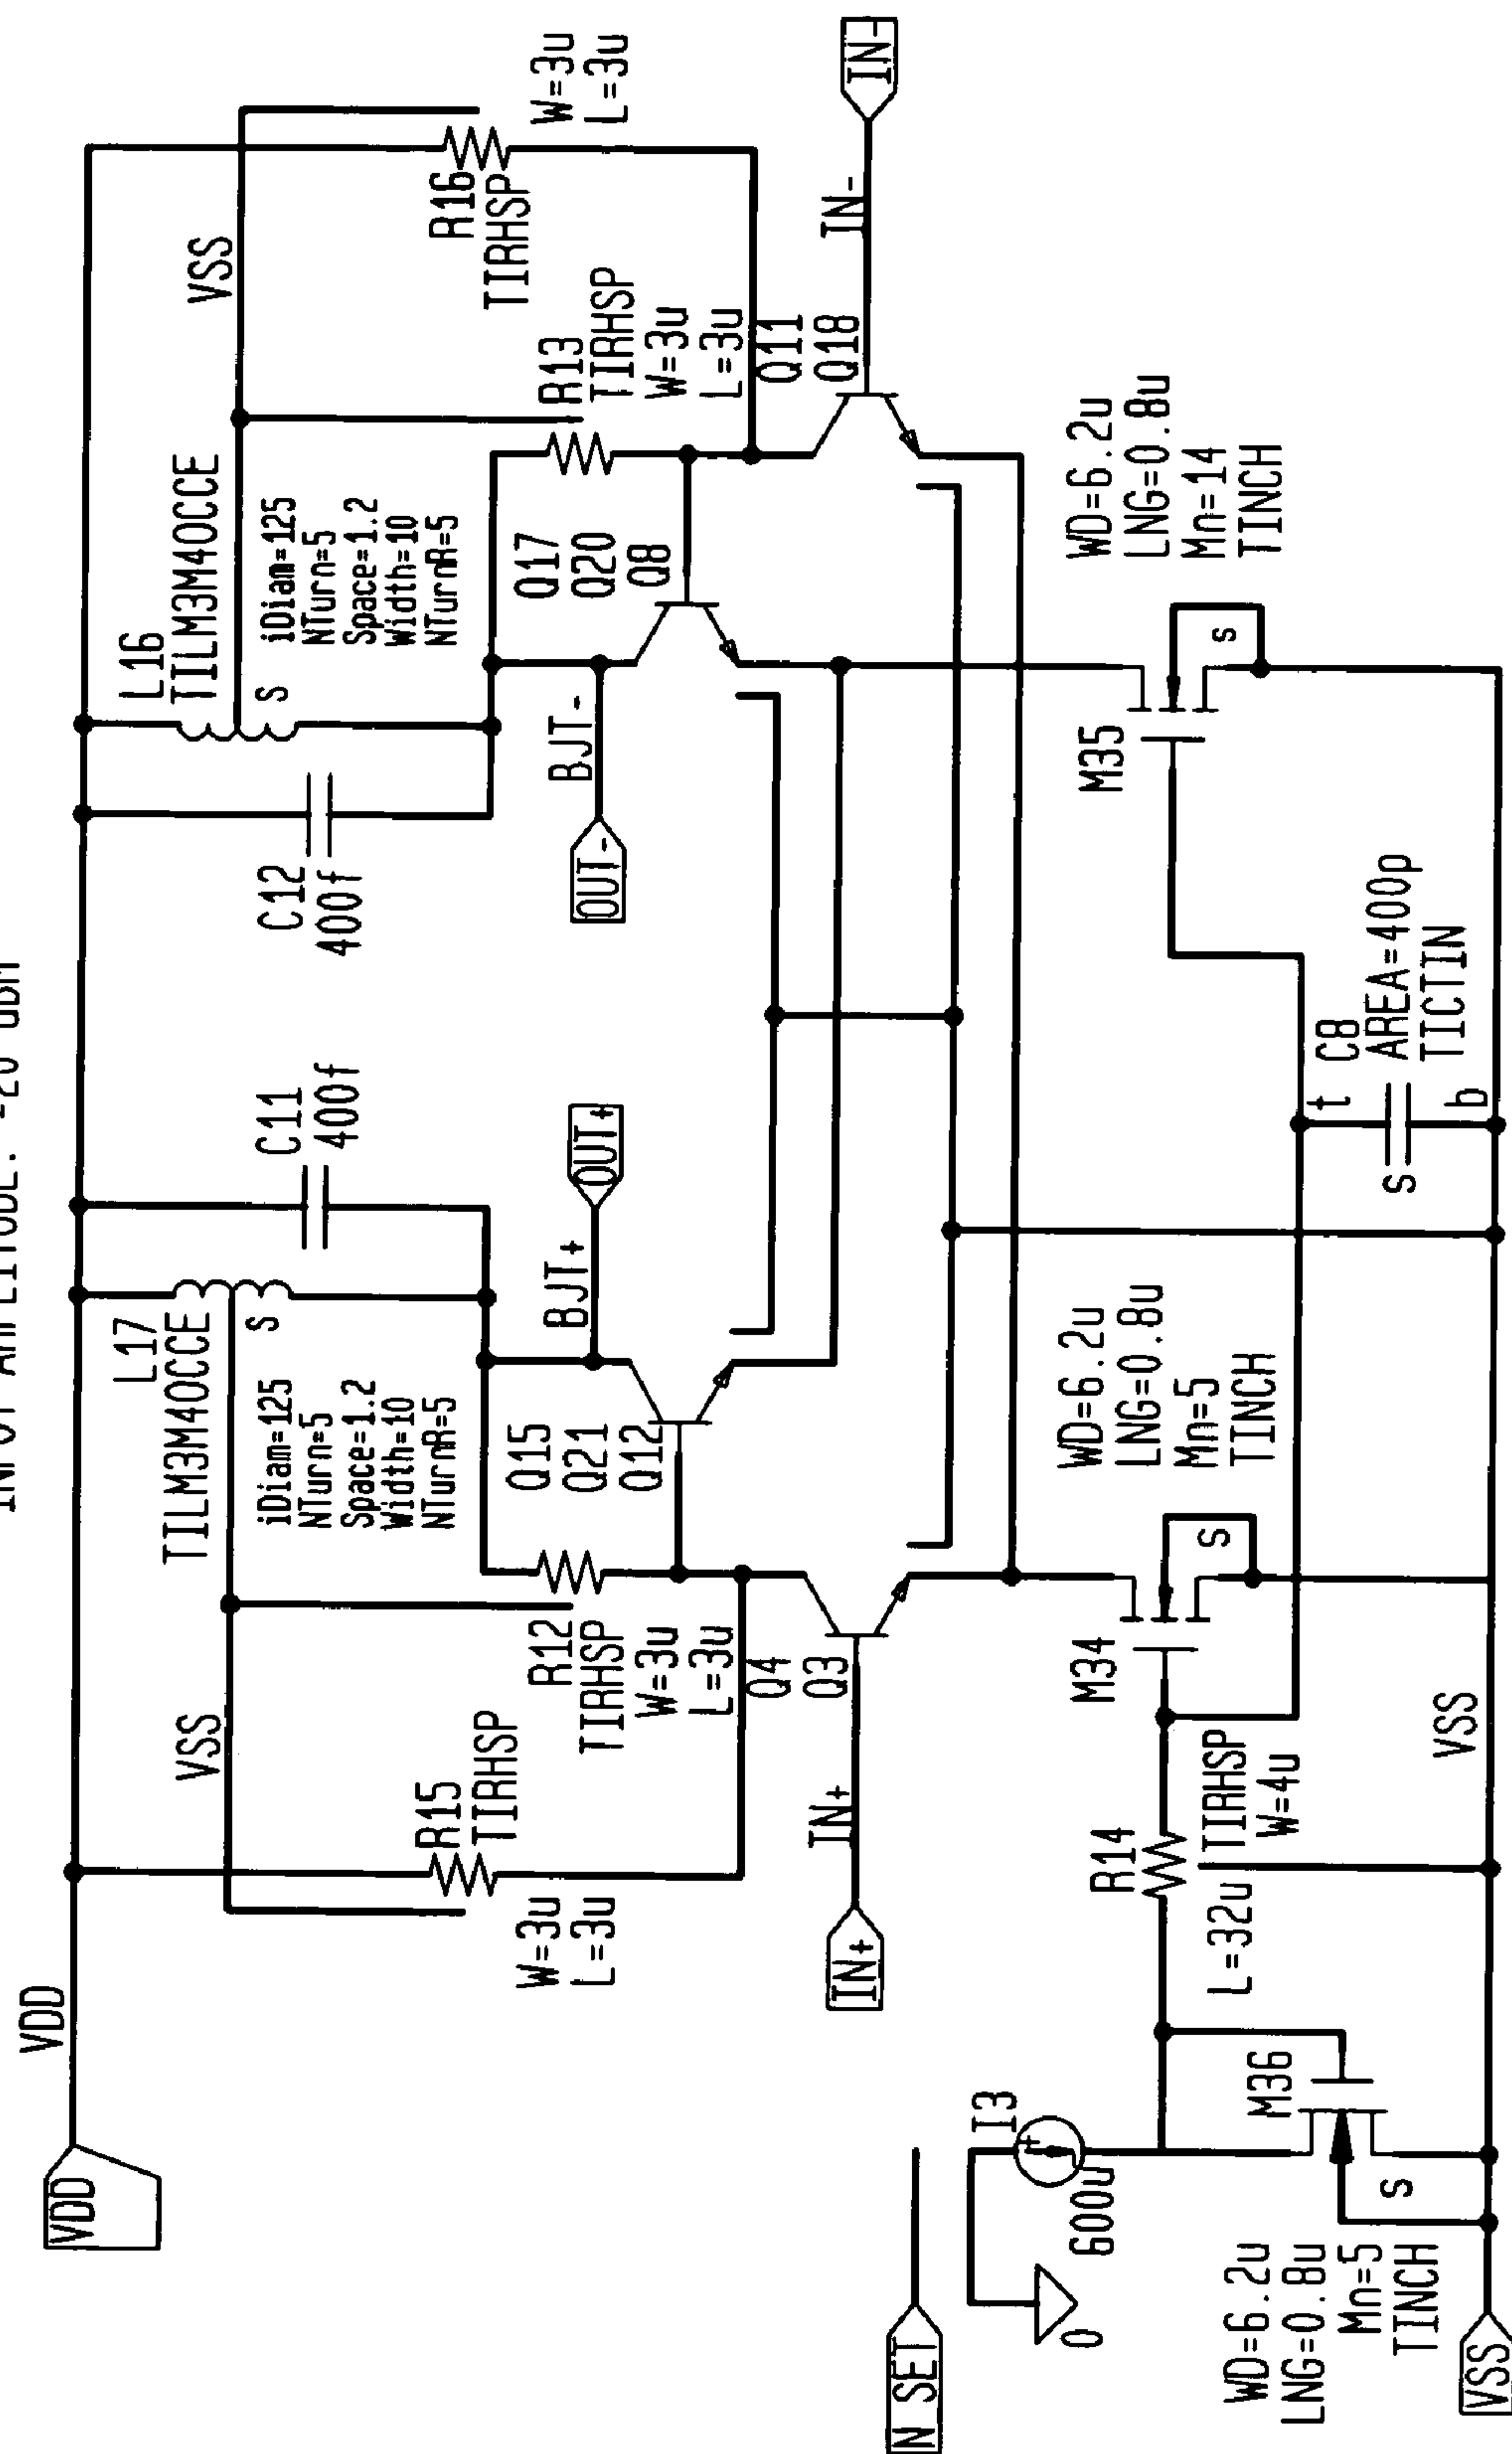 INPUT AMPLITUDE: -20 dBm
VDD
VDD
VSS
R15
TIRHSP
W=3u
L=3u
L17
TILM3M4OCCE
S
iDiam=125
NTurn=5
Space=1.2
Width=10
NTurnR=5
C11
400f
R12
TIRHSP
W=3u
L=3u
Q15
Q21
Q12
BJT+
OUT+
Q4
Q3
IN+
IN+
C12
400f
L16
TILM3M4OCCE
S
iDiam=125
NTurn=5
Space=1.2
Width=10
NTurnR=5
VSS
R16
TIRHSP
W=3u
L=3u
R13
TIRHSP
W=3u
L=3u
Q17
Q20
Q8
BJT-
OUT-
Q11
Q18
IN-
IN-
N_SET
0
I3
+
600u
M36
S
WD=6.2u
LNG=0.8u
Mn=5
TINCH
R14
TIRHSP
W=4u
L=32u
M34
S
WD=6.2u
LNG=0.8u
Mn=5
TINCH
M35
s
WD=6.2u
LNG=0.8u
Mn=14
TINCH
C8
AREA=400p
TICTIN
t
S
b
VSS
VSS